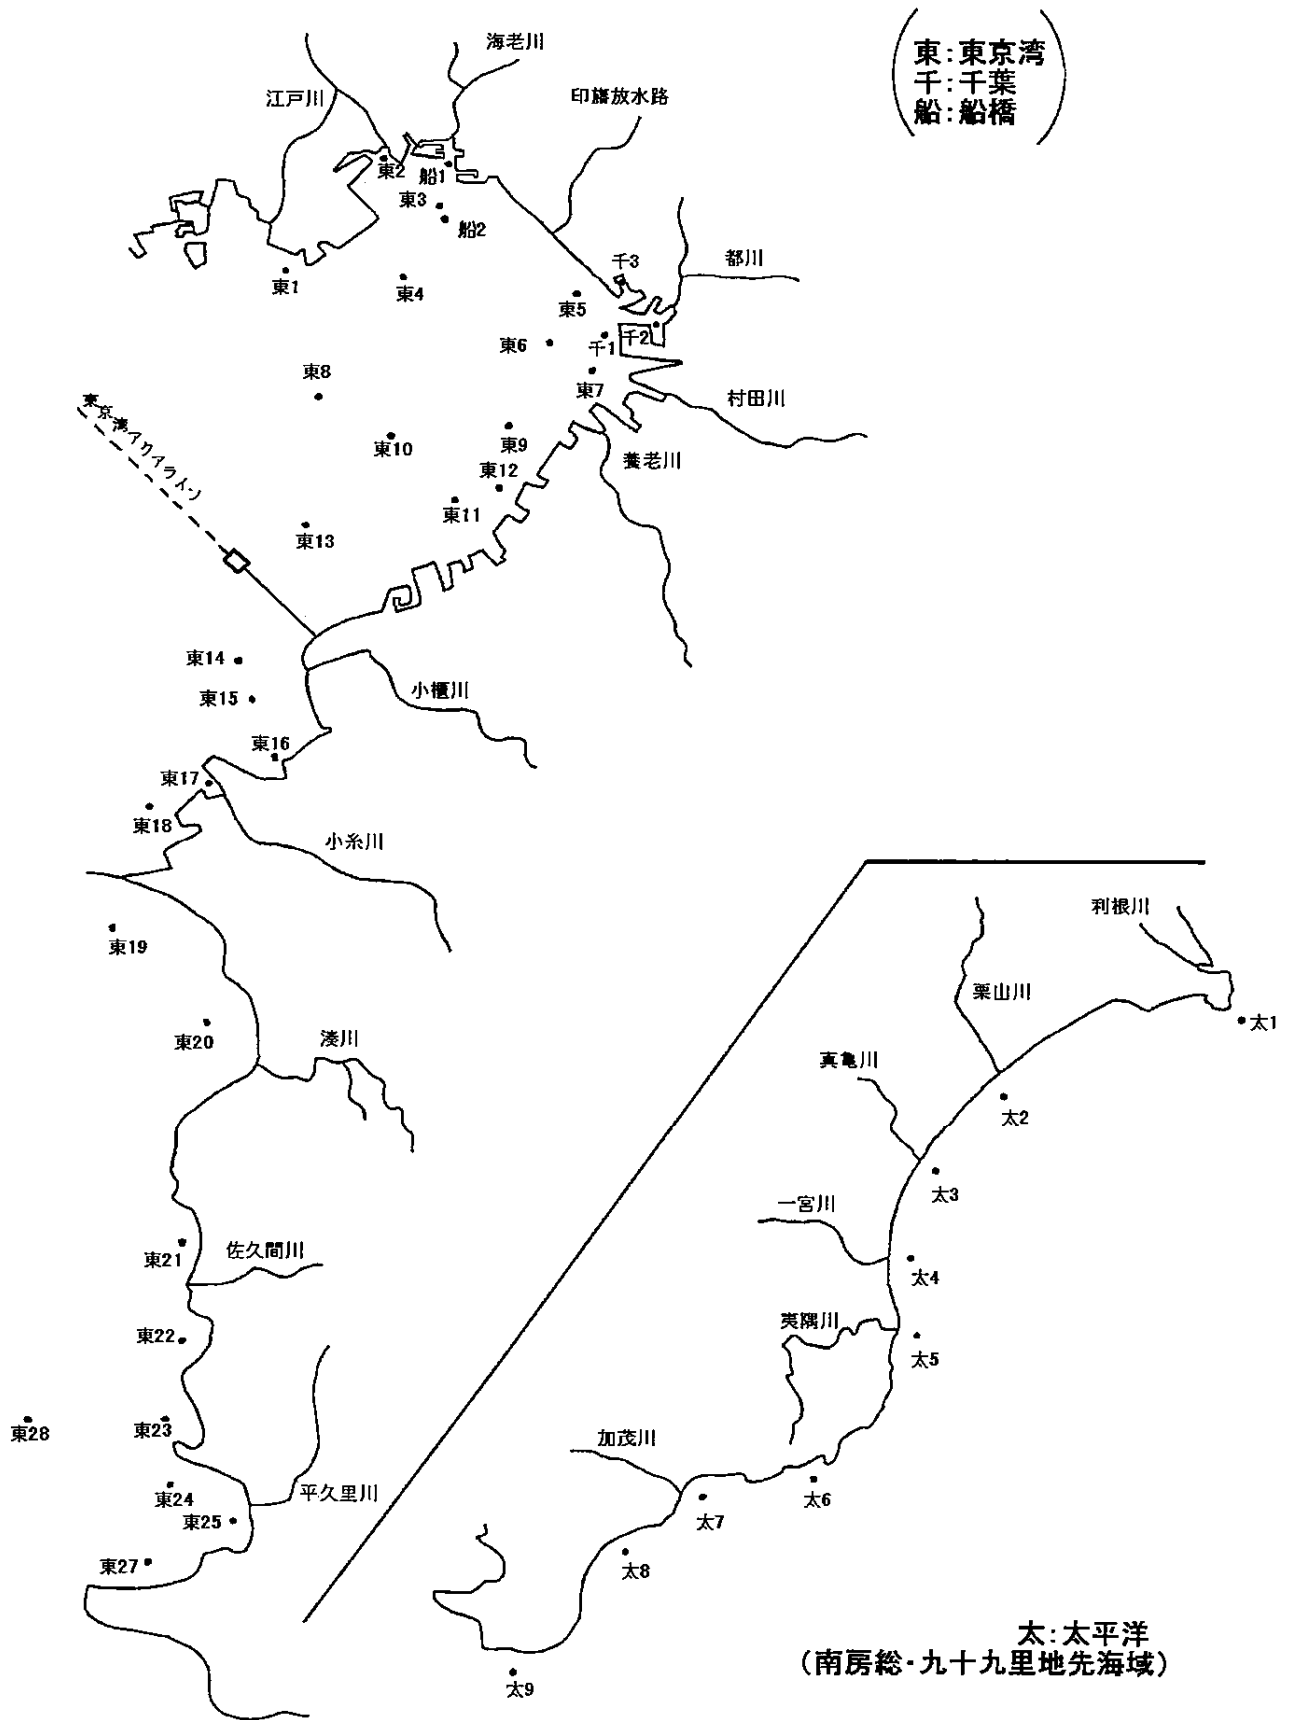 東:東京湾
千:千葉
船:船橋
海老川
江戸川
印旛放水路
東2
船1
東3
船2
都川
千3
東1
東4
東5
千2
千1
東6
東8
東7
村田川
東京湾アクアライン
東10
東9
養老川
東12
東11
東13
東14
小櫃川
東15
東16
東17
東18
小糸川
利根川
東19
栗山川
太1
東20
湊川
真亀川
太2
太3
一宮川
東21
佐久間川
太4
夷隅川
東22
太5
東28
東23
加茂川
東24
平久里川
太6
東25
太7
東27
太8
太:太平洋
(南房総・九十九里地先海域)
太9